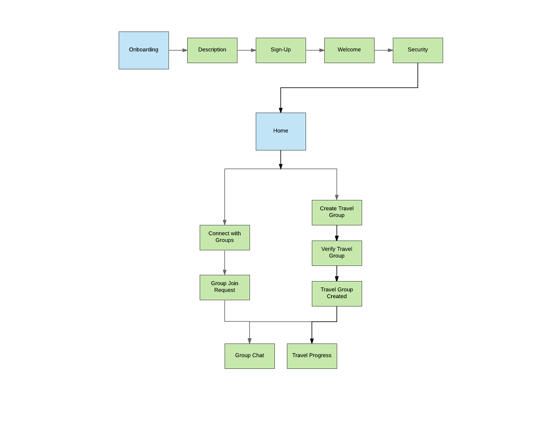 Onboarding
Description
Sign-Up
Welcome
Security
Home
Create Travel
Group
Connect with
Groups
Verify Travel
Group
Group Join
Request
Travel Group
Created
Group Chat
Travel Progress